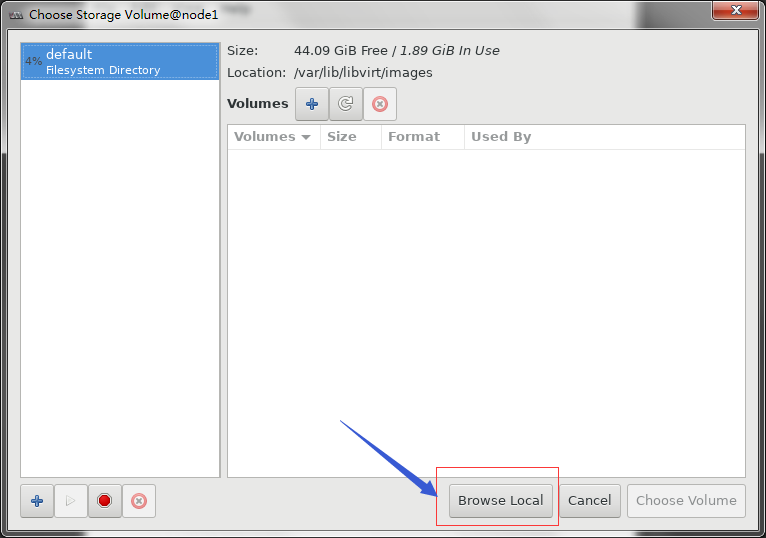 Choose Storage Volume@node1
4%
default
Filesystem Directory
Size: 44.09 GiB Free / 1.89 GiB In Use
Location: /var/lib/libvirt/images
Volumes
Volumes Size Format Used By
Browse Local Cancel Choose Volume